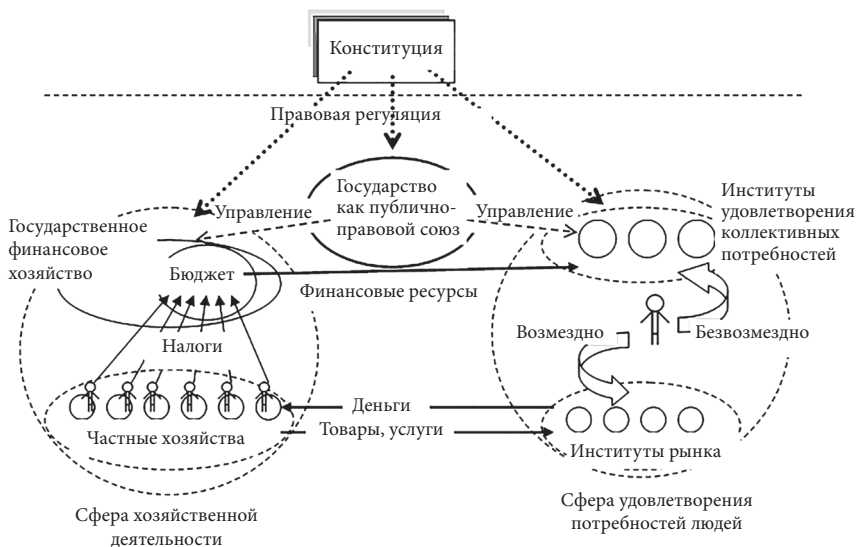 Конституция
Правовая регуляция
Государство
как публично-
правовой союз
Управление
Управление
Институты
удовлетворения
коллективных
потребностей
Государственное
финансовое
хозяйство
Бюджет
Финансовые ресурсы
Налоги
Возмездно
Безвозмездно
Деньги
Товары, услуги
Частные хозяйства
Институты рынка
Сфера хозяйственной
деятельности
Сфера удовлетворения
потребностей людей